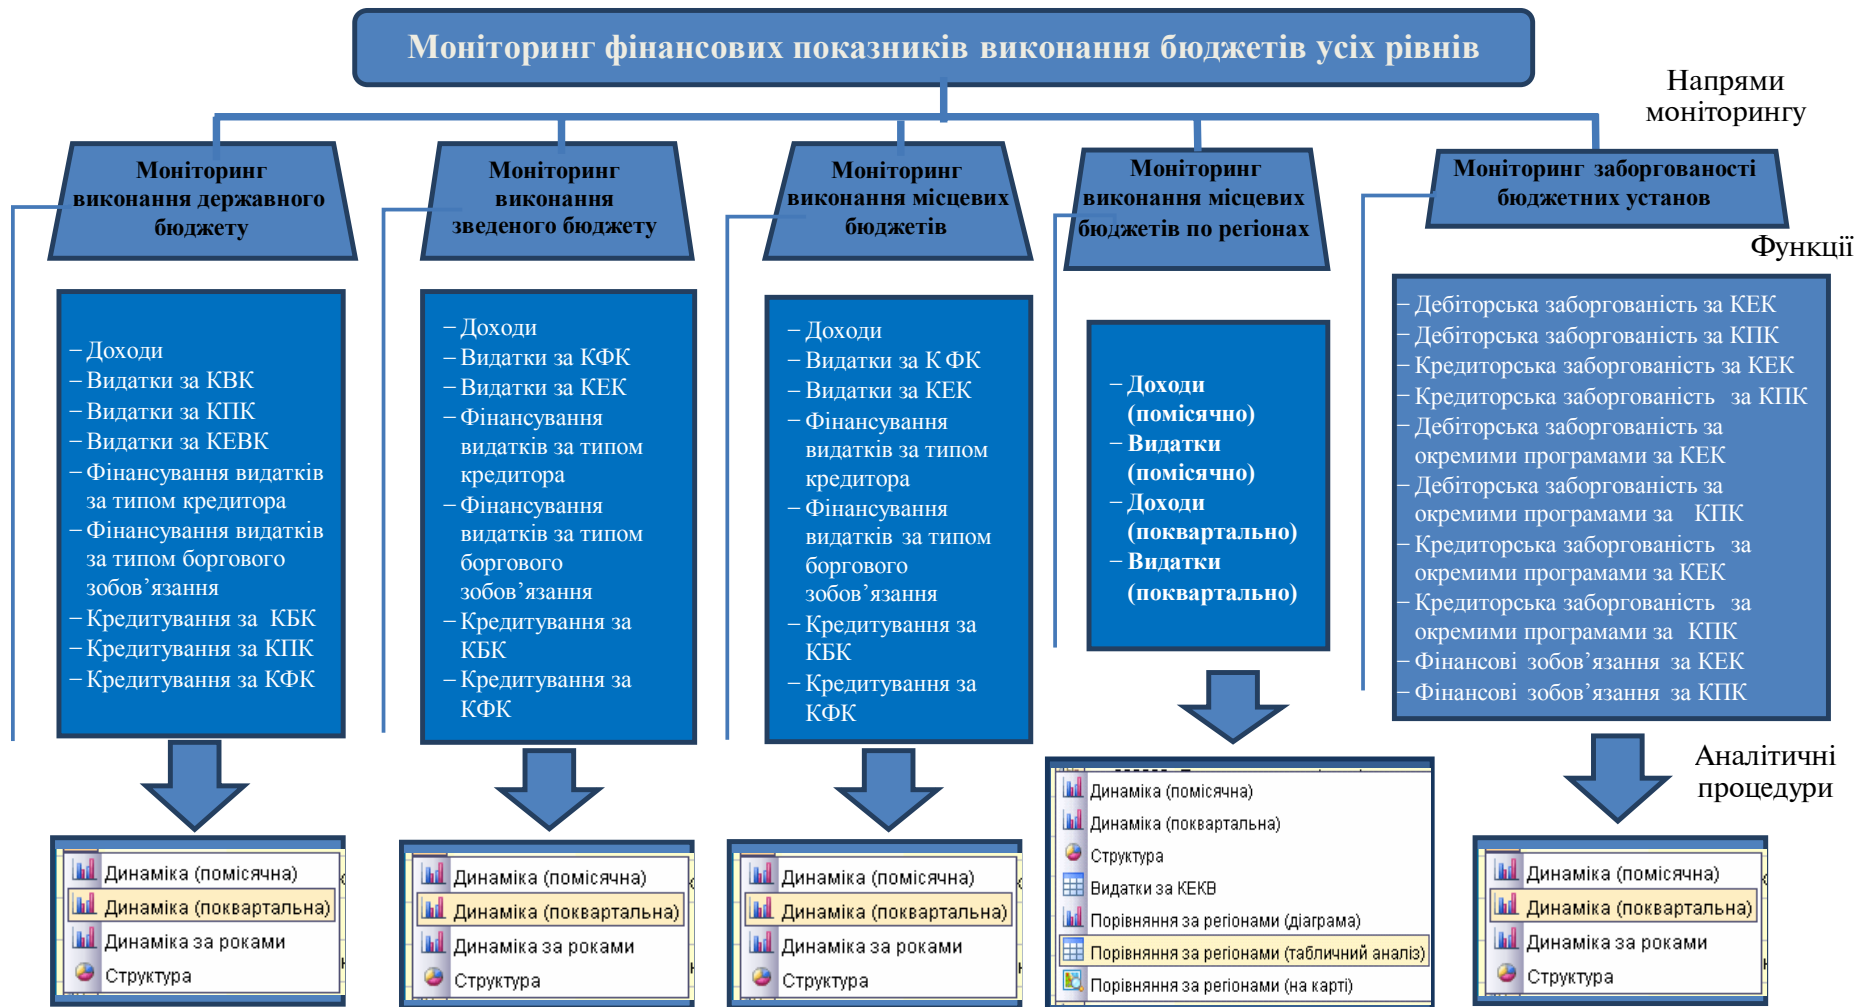 Моніторинг фінансових показників виконання бюджетів усіх рівнів
Напрями
моніторингу
Моніторинг
виконання державного
бюджету
Моніторинг
виконання
зведеного бюджету
Моніторинг
виконання місцевих
бюджетів
Моніторинг
виконання місцевих
бюджетів по регіонах
Моніторинг заборгованості
бюджетних установ
Функції
– Доходи
– Видатки за КВК
– Видатки за КПК
– Видатки за КЕВК
– Фінансування видатків
за типом кредитора
– Фінансування видатків
за типом боргового
зобов’язання
– Кредитування за КБК
– Кредитування за КПК
– Кредитування за КФК
– Доходи
– Видатки за КФК
– Видатки за КЕК
– Фінансування
видатків за типом
кредитора
– Фінансування
видатків за типом
боргового
зобов’язання
– Кредитування за
КБК
– Кредитування за
КФК
– Доходи
– Видатки за К ФК
– Видатки за КЕК
– Фінансування
видатків за типом
кредитора
– Фінансування
видатків за типом
боргового
зобов’язання
– Кредитування за
КБК
– Кредитування за
КФК
– Доходи
(помісячно)
– Видатки
(помісячно)
– Доходи
(поквартально)
– Видатки
(поквартально)
– Дебіторська заборгованість за КЕК
– Дебіторська заборгованість за КПК
– Кредиторська заборгованість за КЕК
– Кредиторська заборгованість за КПК
– Дебіторська заборгованість за
окремими програмами за КЕК
– Дебіторська заборгованість за
окремими програмами за КПК
– Кредиторська заборгованість за
окремими програмами за КЕК
– Кредиторська заборгованість за
окремими програмами за КПК
– Фінансові зобов’язання за КЕК
– Фінансові зобов’язання за КПК
Аналітичні
процедури
Динаміка (помісячна)
Динаміка (поквартальна)
Динаміка за роками
Структура
Динаміка (помісячна)
Динаміка (поквартальна)
Динаміка за роками
Структура
Динаміка (помісячна)
Динаміка (поквартальна)
Динаміка за роками
Структура
Динаміка (помісячна)
Динаміка (поквартальна)
Структура
Видатки за КЕКВ
Порівняння за регіонами (діаграма)
Порівняння за регіонами (табличний аналіз)
Порівняння за регіонами (на карті)
Динаміка (помісячна)
Динаміка (поквартальна)
Динаміка за роками
Структура